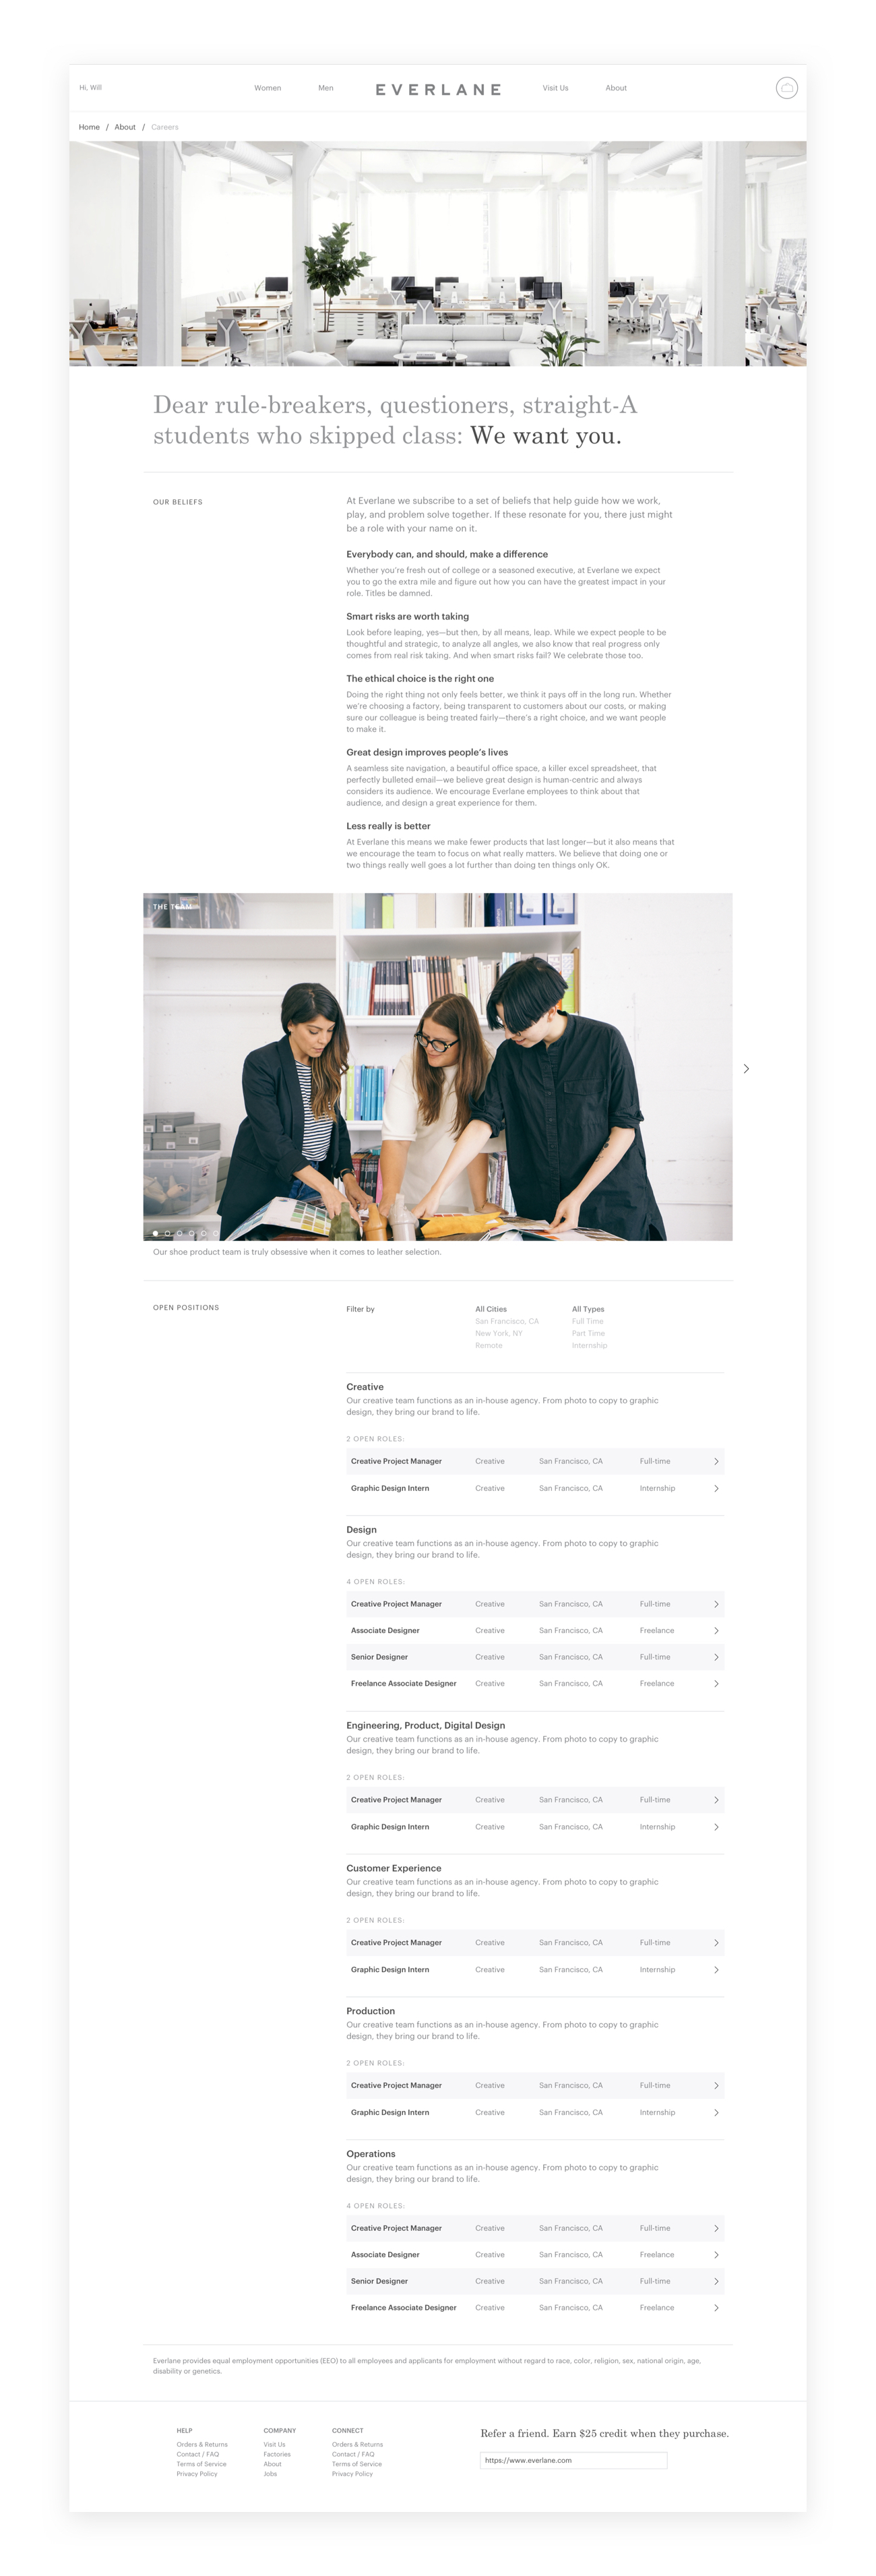 Hi, Will
Women
Men
EVERLANE
Visit Us
About
Home / About / Careers
Dear rule-breakers, questioners, straight-A
students who skipped class: We want you.
OUR BELIEFS
At Everlane we subscribe to a set of beliefs that help guide how we work,
play, and problem solve together. If these resonate for you, there just might
be a role with your name on it.
Everybody can, and should, make a difference
Whether you're fresh out of college or a seasoned executive, at Everlane we expect
you to go the extra mile and figure out how you can have the greatest impact in your
role. Titles be damned.
Smart risks are worth taking
Look before leaping, yes—but then, by all means, leap. While we expect people to be
thoughtful and strategic, to analyze all angles, we also know that real progress only
comes from real risk taking. And when smart risks fail? We celebrate those too.
The ethical choice is the right one
Doing the right thing not only feels better, we think it pays off in the long run. Whether
we're choosing a factory, being transparent to customers about our costs, or making
sure our colleague is being treated fairly—there's a right choice, and we want people
to make it.
Great design improves people's lives
A seamless site navigation, a beautiful office space, a killer excel spreadsheet, that
perfectly bulleted email—we believe great design is human-centric and always
considers its audience. We encourage Everlane employees to think about that
audience, and design a great experience for them.
Less really is better
At Everlane this means we make fewer products that last longer—but it also means that
we encourage the team to focus on what really matters. We believe that doing one or
two things really well goes a lot further than doing ten things only OK.
THE TEAM
Our shoe product team is truly obsessive when it comes to leather selection.
OPEN POSITIONS
Filter by
All Cities
San Francisco, CA
New York, NY
Remote
All Types
Full Time
Part Time
Internship
Creative
Our creative team functions as an in-house agency. From photo to copy to graphic
design, they bring our brand to life.
2 OPEN ROLES:
Creative Project Manager Creative San Francisco, CA Full-time
Graphic Design Intern Creative San Francisco, CA Internship
Design
Our creative team functions as an in-house agency. From photo to copy to graphic
design, they bring our brand to life.
4 OPEN ROLES:
Creative Project Manager Creative San Francisco, CA Full-time
Associate Designer Creative San Francisco, CA Freelance
Senior Designer Creative San Francisco, CA Full-time
Freelance Associate Designer Creative San Francisco, CA Freelance
Engineering, Product, Digital Design
Our creative team functions as an in-house agency. From photo to copy to graphic
design, they bring our brand to life.
2 OPEN ROLES:
Creative Project Manager Creative San Francisco, CA Full-time
Graphic Design Intern Creative San Francisco, CA Internship
Customer Experience
Our creative team functions as an in-house agency. From photo to copy to graphic
design, they bring our brand to life.
2 OPEN ROLES:
Creative Project Manager Creative San Francisco, CA Full-time
Graphic Design Intern Creative San Francisco, CA Internship
Production
Our creative team functions as an in-house agency. From photo to copy to graphic
design, they bring our brand to life.
2 OPEN ROLES:
Creative Project Manager Creative San Francisco, CA Full-time
Graphic Design Intern Creative San Francisco, CA Internship
Operations
Our creative team functions as an in-house agency. From photo to copy to graphic
design, they bring our brand to life.
4 OPEN ROLES:
Creative Project Manager Creative San Francisco, CA Full-time
Associate Designer Creative San Francisco, CA Freelance
Senior Designer Creative San Francisco, CA Full-time
Freelance Associate Designer Creative San Francisco, CA Freelance
Everlane provides equal employment opportunities (EEO) to all employees and applicants for employment without regard to race, color, religion, sex, national origin, age,
disability or genetics.
HELP
Orders & Returns
Contact / FAQ
Terms of Service
Privacy Policy
COMPANY
Visit Us
Factories
About
Jobs
CONNECT
Orders & Returns
Contact / FAQ
Terms of Service
Privacy Policy
Refer a friend. Earn $25 credit when they purchase.
https://www.everlane.com